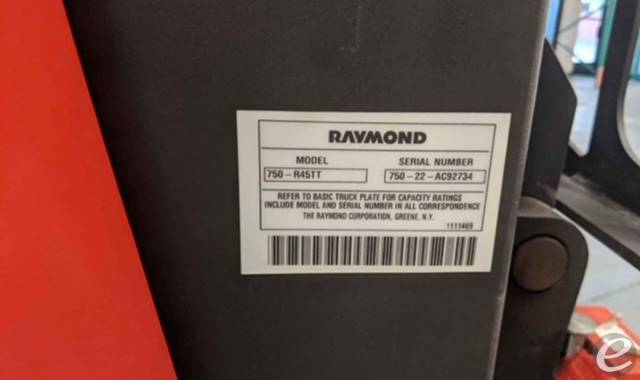 RAYMOND
MODEL SERIAL NUMBER
750-R45TT 750-22-AC92734
REFER TO BASIC TRUCK PLATE FOR CAPACITY RATINGS
INCLUDE MODEL AND SERIAL NUMBER IN ALL CORRESPONDENCE
THE RAYMOND CORPORATION, GREENE, N.Y.
1111469
e